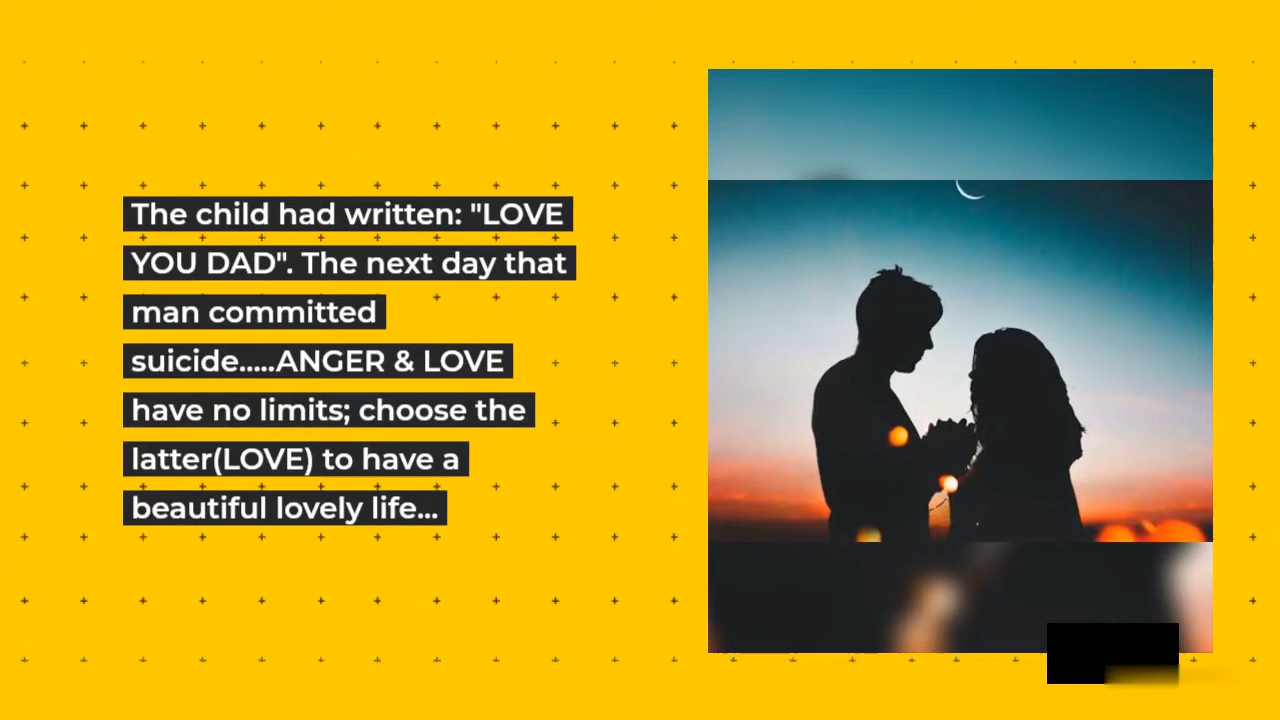 The child had written: "LOVE
YOU DAD". The next day that
man committed
suicide.....ANGER & LOVE
have no limits; choose the
latter(LOVE) to have a
beautiful lovely life...